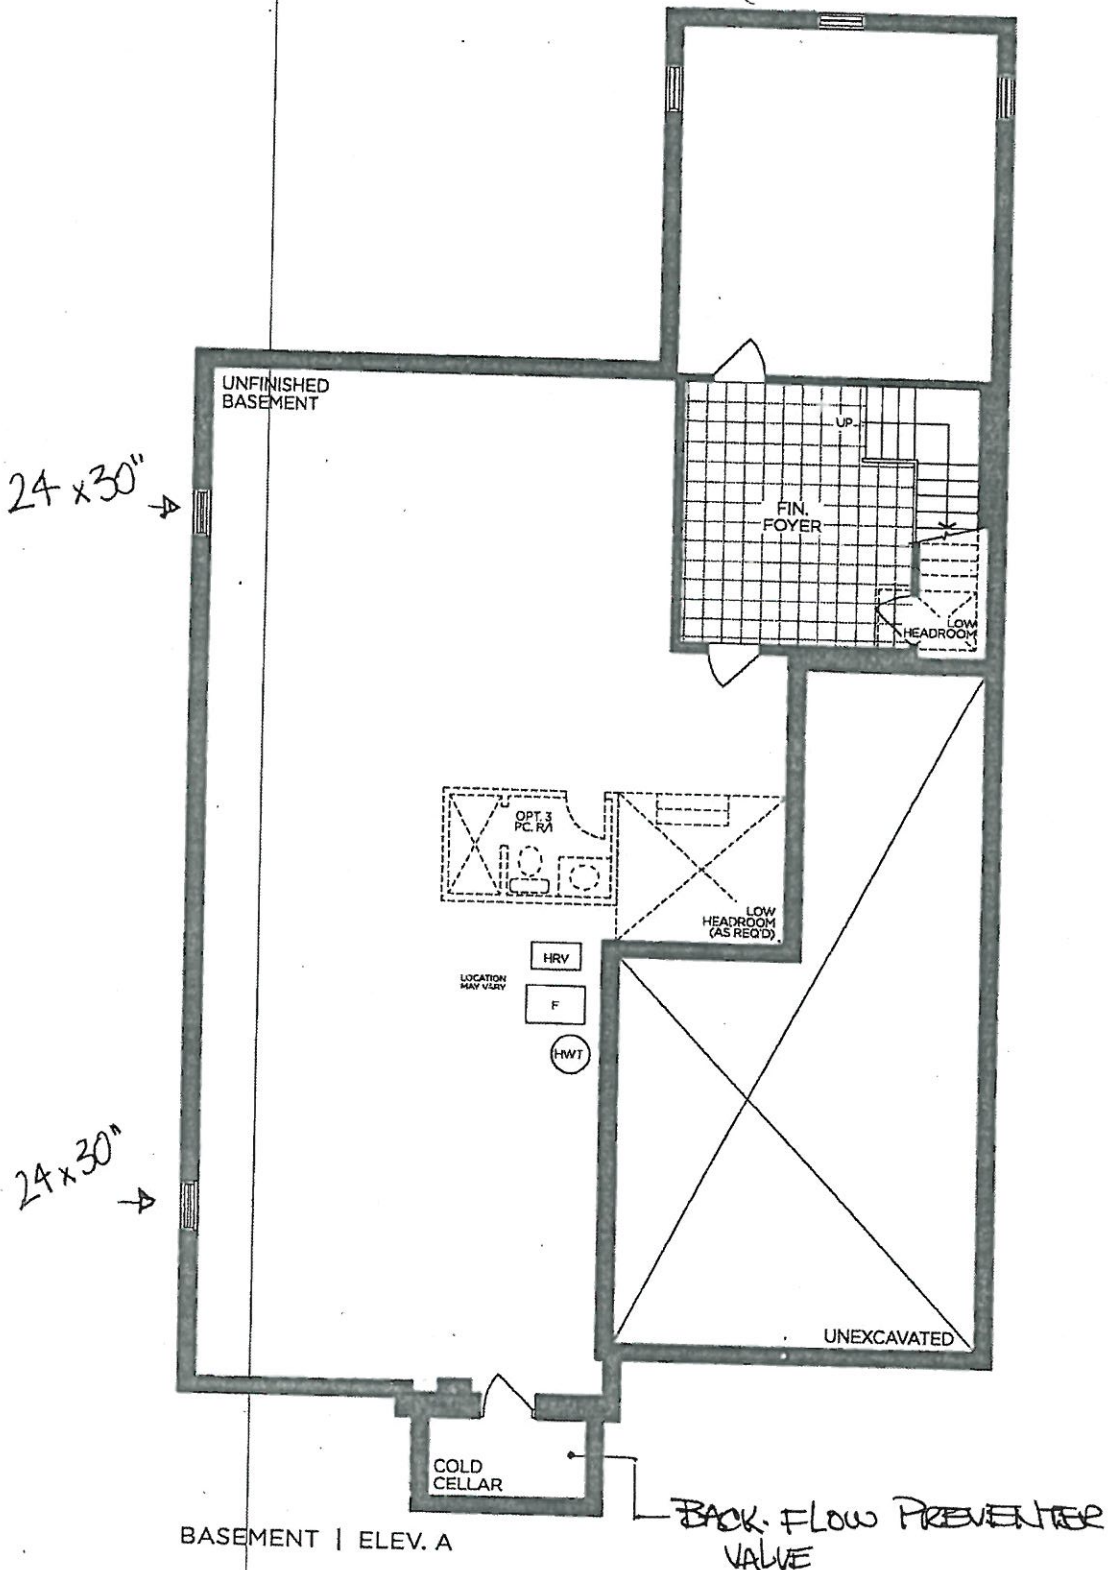 UNFINISHED
BASEMENT
24 x 30"
UP
FIN.
FOYER
LOW
HEADROOM
OPT. 3
PC. R/I
LOW
HEADROOM
(AS REQ'D)
HRV
LOCATION
MAY VARY
F
HWT
24 x 30"
UNEXCAVATED
COLD
CELLAR
BACK-FLOW PREVENTER
VALVE
BASEMENT | ELEV. A